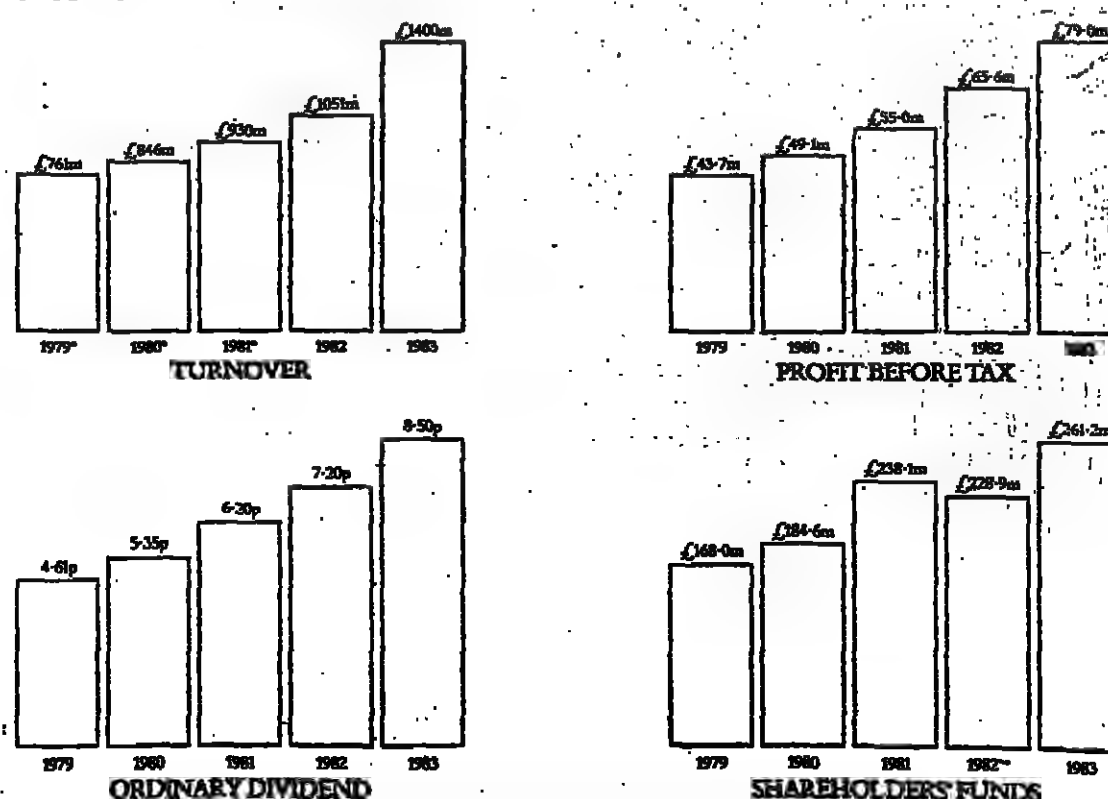 £761m £846m £930m £1051m £1400m
1979* 1980* 1981* 1982 1983
TURNOVER
£43·7m £49·1m £55·0m £65·6m £79·0m
1979 1980 1981 1982
PROFIT BEFORE TAX
4·61p 5·35p 6·20p 7·20p 8·50p
1979 1980 1981 1982 1983
ORDINARY DIVIDEND
£168·0m £184·6m £238·1m £228·9m £261·2m
1979 1980 1981 1982** 1983
SHAREHOLDERS' FUNDS